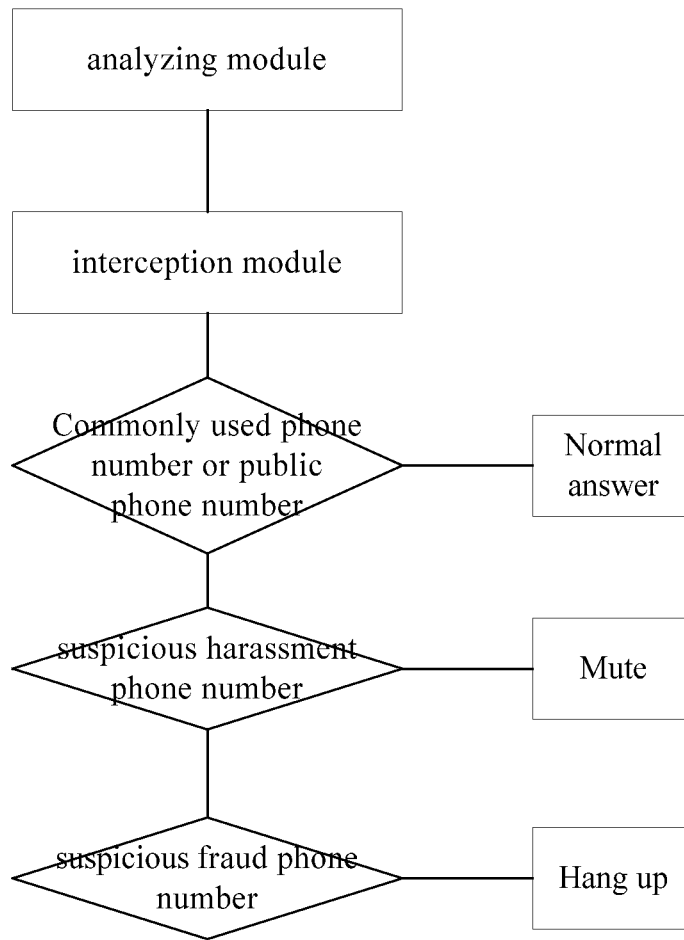 analyzing module
interception module
Commonly used phone
number or public
phone number
Normal
answer
suspicious harassment
phone number
Mute
suspicious fraud phone
number
Hang up